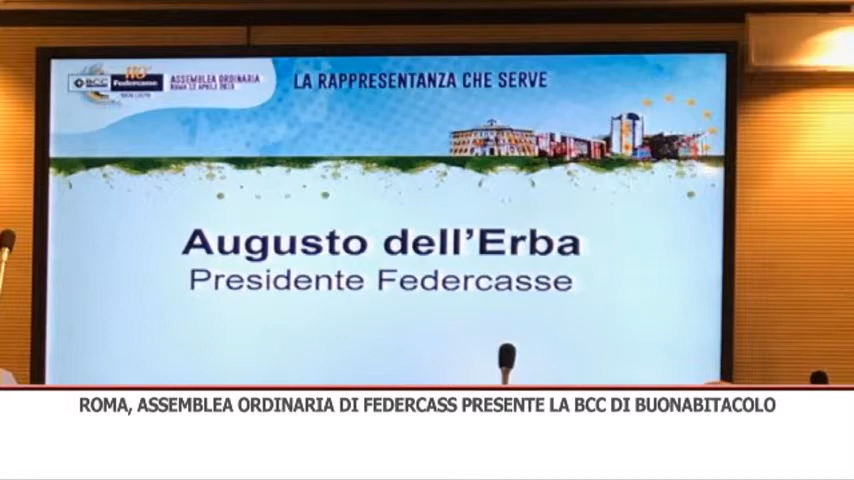 BCC
Federcasse
ASSEMBLEA ORDINARIA
LA RAPPRESENTANZA CHE SERVE
Augusto dell'Erba
Presidente Federcasse
ROMA, ASSEMBLEA ORDINARIA DI FEDERCASS PRESENTE LA BCC DI BUONABITACOLO